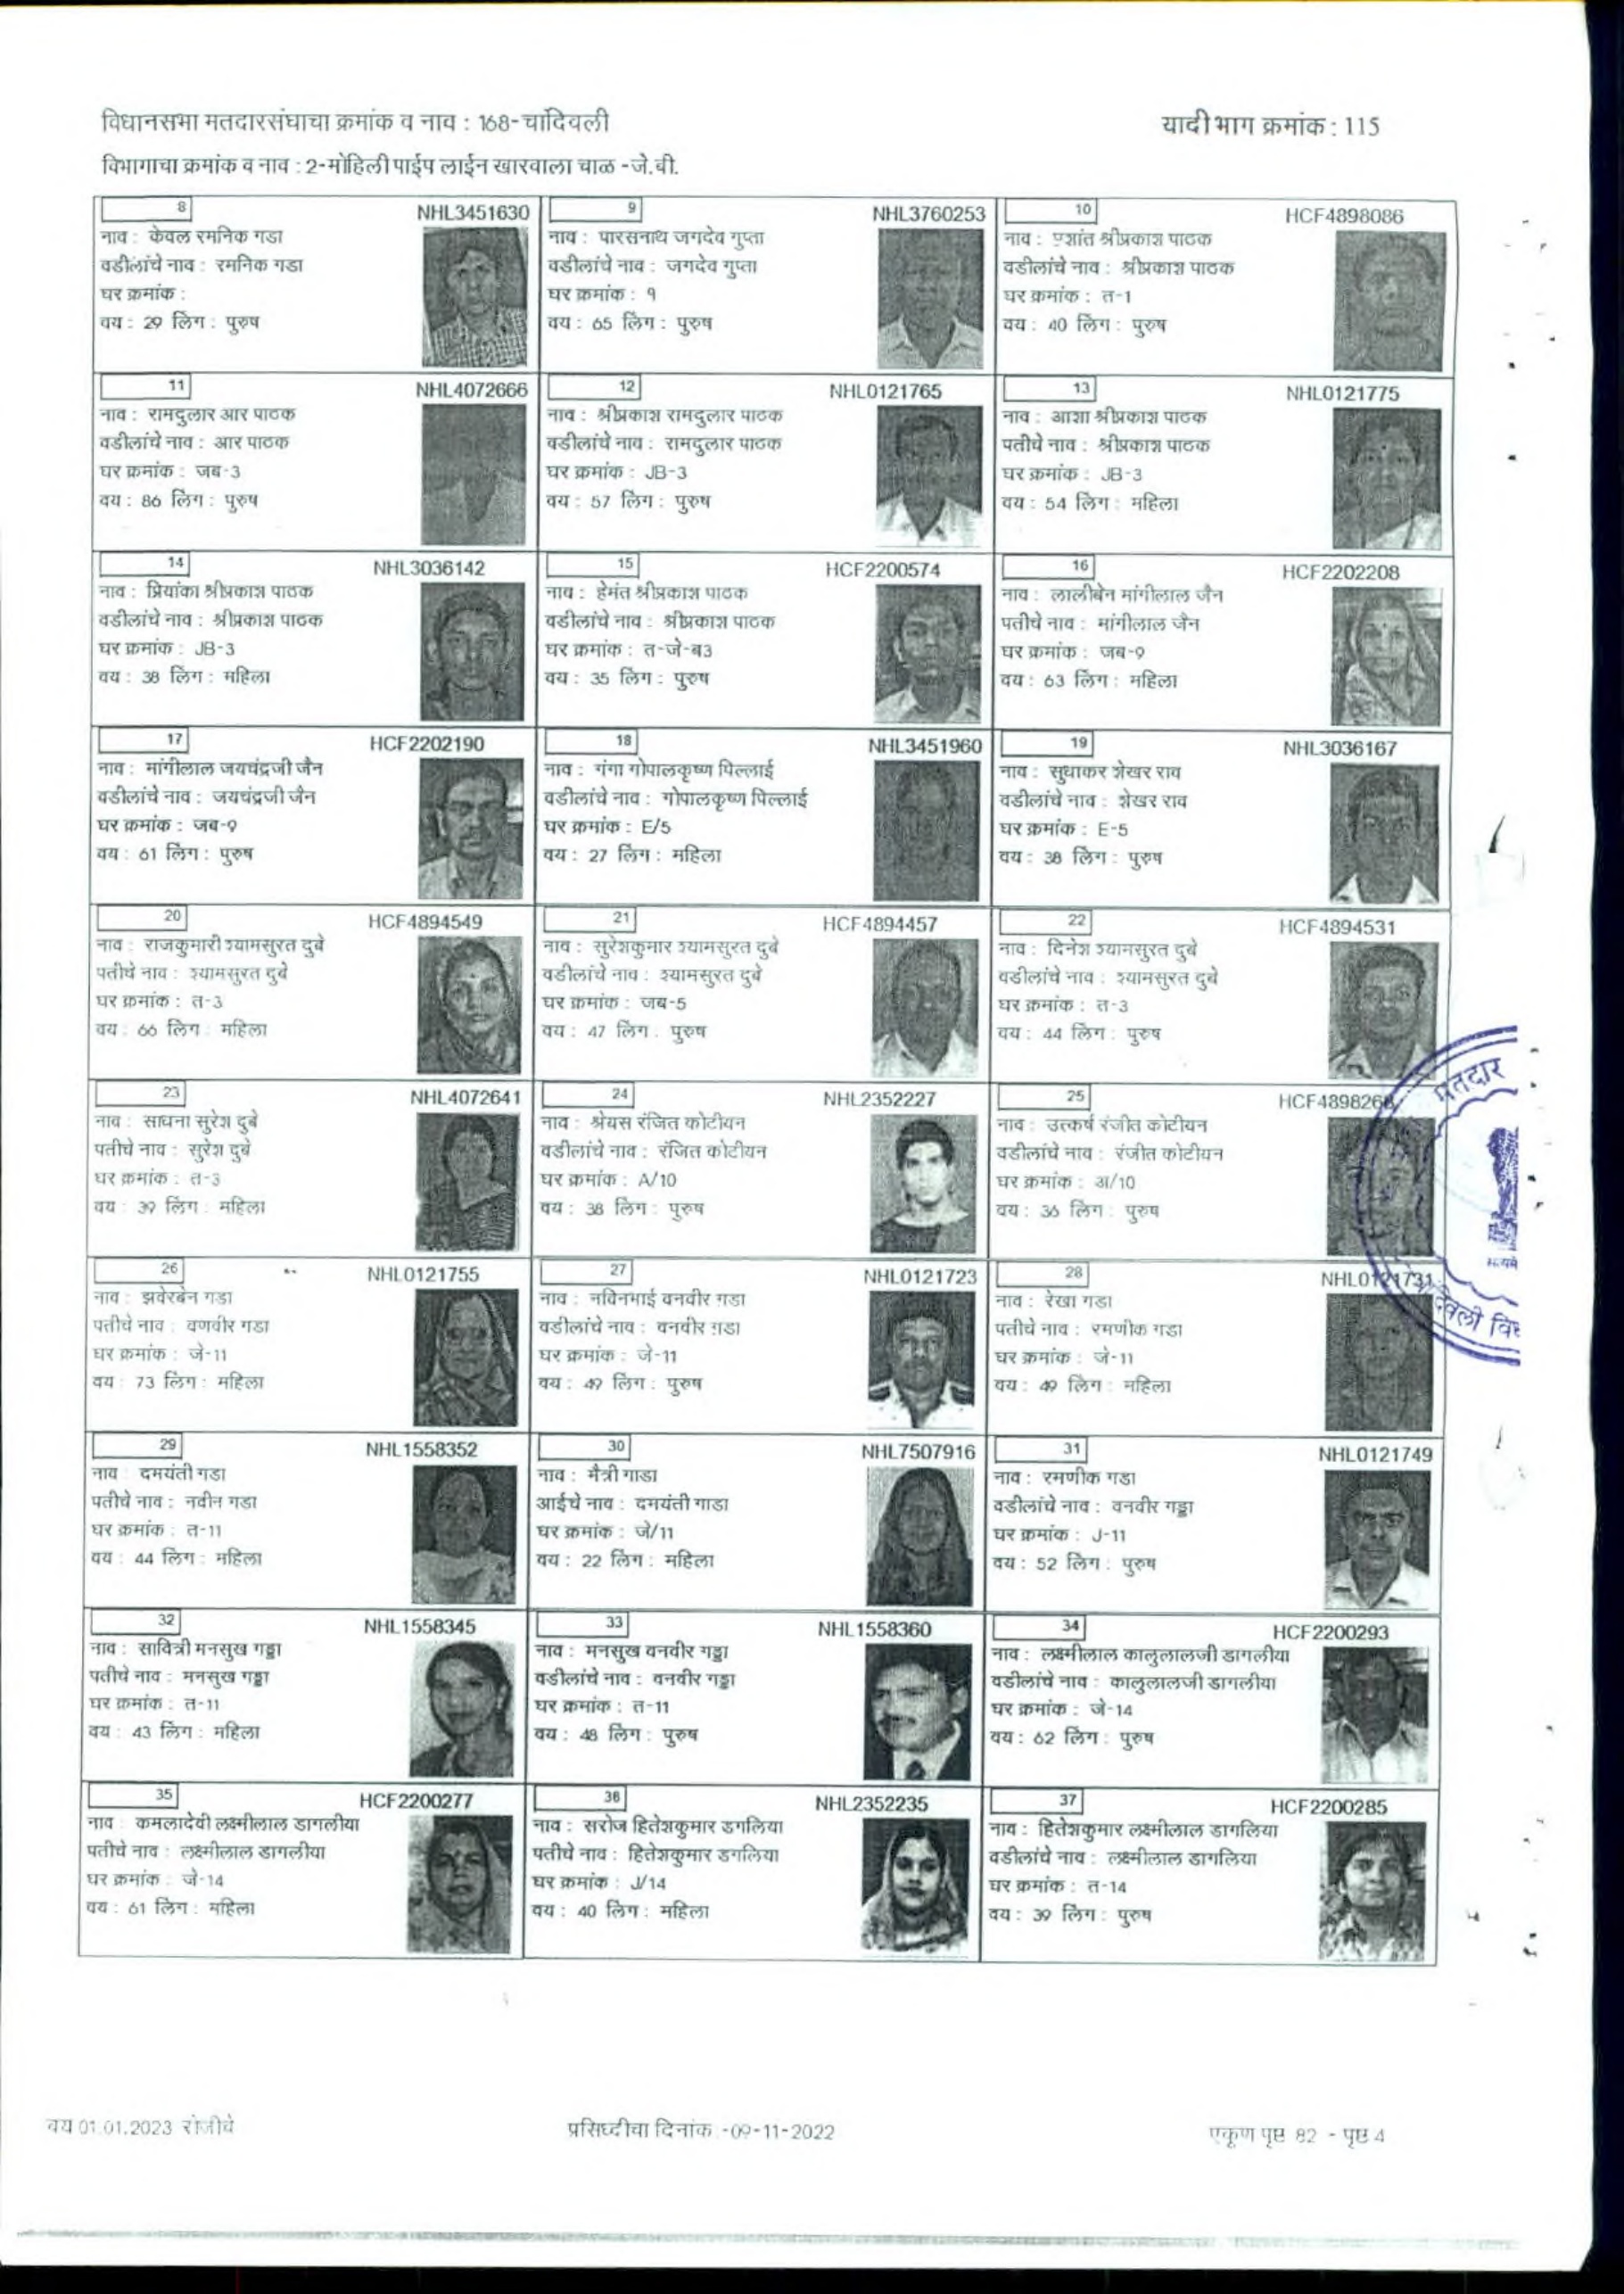 विधानसभा मतदारसंघाचा क्रमांक व नाव : 168-चांदिवली
यादी भाग क्रमांक : 115
विभागाचा क्रमांक व नाव : 2-मोहिली पाईप लाईन खारवाला चाळ -जे.बी.
8
NHL3451630
नाव : केवल रमनिक गडा
वडीलांचे नाव : रमनिक गडा
घर क्रमांक :
वय : 29 लिंग : पुरुष
9
NHL3760253
नाव : पारसनाथ जगदेव गुप्ता
वडीलांचे नाव : जगदेव गुप्ता
घर क्रमांक : १
वय : 65 लिंग : पुरुष
10
HCF4898086
नाव : प्रशांत श्रीप्रकाश पाठक
वडीलांचे नाव : श्रीप्रकाश पाठक
घर क्रमांक : त-1
वय : 40 लिंग : पुरुष
11
NHL4072666
नाव : रामदुलार आर पाठक
वडीलांचे नाव : आर पाठक
घर क्रमांक : जब-3
वय : 86 लिंग : पुरुष
12
NHL0121765
नाव : श्रीप्रकाश रामदुलार पाठक
वडीलांचे नाव : रामदुलार पाठक
घर क्रमांक : JB-3
वय : 57 लिंग : पुरुष
13
NHL0121775
नाव : आशा श्रीप्रकाश पाठक
पतीचे नाव : श्रीप्रकाश पाठक
घर क्रमांक : JB-3
वय : 54 लिंग : महिला
14
NHL3036142
नाव : प्रियांका श्रीप्रकाश पाठक
वडीलांचे नाव : श्रीप्रकाश पाठक
घर क्रमांक : JB-3
वय : 38 लिंग : महिला
15
HCF2200574
नाव : हेमंत श्रीप्रकाश पाठक
वडीलांचे नाव : श्रीप्रकाश पाठक
घर क्रमांक : त-जे-ब3
वय : 35 लिंग : पुरुष
16
HCF2202208
नाव : लालीबेन मांगीलाल जैन
पतीचे नाव : मांगीलाल जैन
घर क्रमांक : जब-9
वय : 63 लिंग : महिला
17
HCF2202190
नाव : मांगीलाल जयचंद्रजी जैन
वडीलांचे नाव : जयचंद्रजी जैन
घर क्रमांक : जब-9
वय : 61 लिंग : पुरुष
18
NHL3451960
नाव : गंगा गोपालकृष्ण पिल्लाई
वडीलांचे नाव : गोपालकृष्ण पिल्लाई
घर क्रमांक : E/5
वय : 27 लिंग : महिला
19
NHL3036167
नाव : सुधाकर शेखर राव
वडीलांचे नाव : शेखर राव
घर क्रमांक : E-5
वय : 38 लिंग : पुरुष
20
HCF4894549
नाव : राजकुमारी श्यामसुरत दुबे
पतीचे नाव : श्यामसुरत दुबे
घर क्रमांक : त-3
वय : 66 लिंग : महिला
21
HCF4894457
नाव : सुरेशकुमार श्यामसुरत दुबे
वडीलांचे नाव : श्यामसुरत दुबे
घर क्रमांक : जब-5
वय : 47 लिंग : पुरुष
22
HCF4894531
नाव : दिनेश श्यामसुरत दुबे
वडीलांचे नाव : श्यामसुरत दुबे
घर क्रमांक : त-3
वय : 44 लिंग : पुरुष
23
NHL4072641
नाव : साधना सुरेश दुबे
पतीचे नाव : सुरेश दुबे
घर क्रमांक : त-3
वय : 39 लिंग : महिला
24
NHL2352227
नाव : श्रेयस रंजित कोटीयन
वडीलांचे नाव : रंजित कोटीयन
घर क्रमांक : A/10
वय : 38 लिंग : पुरुष
25
नाव : उत्कर्ष रंजीत कोटीयन
वडीलांचे नाव : रंजीत कोटीयन
घर क्रमांक : अ/10
वय : 36 लिंग : पुरुष
मतदार
26
NHL0121755
नाव : झवेरबेन गडा
पतीचे नाव : वणवीर गडा
घर क्रमांक : जे-11
वय : 73 लिंग : महिला
27
NHL0121723
नाव : नविनभाई वनवीर गडा
वडीलांचे नाव : वनवीर गडा
घर क्रमांक : जे-11
वय : 49 लिंग : पुरुष
28
NHL0121731
नाव : रेखा गडा
पतीचे नाव : रमणीक गडा
घर क्रमांक : जे-11
वय : 49 लिंग : महिला
29
NHL1558352
नाव : दमयंती गडा
पतीचे नाव : नवीन गडा
घर क्रमांक : त-11
वय : 44 लिंग : महिला
30
NHL7507916
नाव : मैत्री गाडा
आईचे नाव : दमयंती गाडा
घर क्रमांक : जे/11
वय : 22 लिंग : महिला
31
NHL0121749
नाव : रमणीक गडा
वडीलांचे नाव : वनवीर गड्डा
घर क्रमांक : J-11
वय : 52 लिंग : पुरुष
32
NHL1558345
नाव : सावित्री मनसुख गड्डा
पतीचे नाव : मनसुख गड्डा
घर क्रमांक : त-11
वय : 43 लिंग : महिला
33
NHL1558360
नाव : मनसुख वनवीर गड्डा
वडीलांचे नाव : वनवीर गड्डा
घर क्रमांक : त-11
वय : 48 लिंग : पुरुष
34
HCF2200293
नाव : लक्ष्मीलाल कालुलालजी डागलीया
वडीलांचे नाव : कालुलालजी डागलीया
घर क्रमांक : जे-14
वय : 62 लिंग : पुरुष
35
HCF2200277
नाव : कमलादेवी लक्ष्मीलाल डागलीया
पतीचे नाव : लक्ष्मीलाल डागलीया
घर क्रमांक : जे-14
वय : 61 लिंग : महिला
36
NHL2352235
नाव : सरोज हितेशकुमार डगलिया
पतीचे नाव : हितेशकुमार डगलिया
घर क्रमांक : J/14
वय : 40 लिंग : महिला
37
HCF2200285
नाव : हितेशकुमार लक्ष्मीलाल डागलिया
वडीलांचे नाव : लक्ष्मीलाल डागलिया
घर क्रमांक : त-14
वय : 39 लिंग : पुरुष
वय 01.01.2023 रोजीचे
प्रसिध्दीचा दिनांक :-09-11-2022
एकूण पृष्ठ 82 - पृष्ठ 4